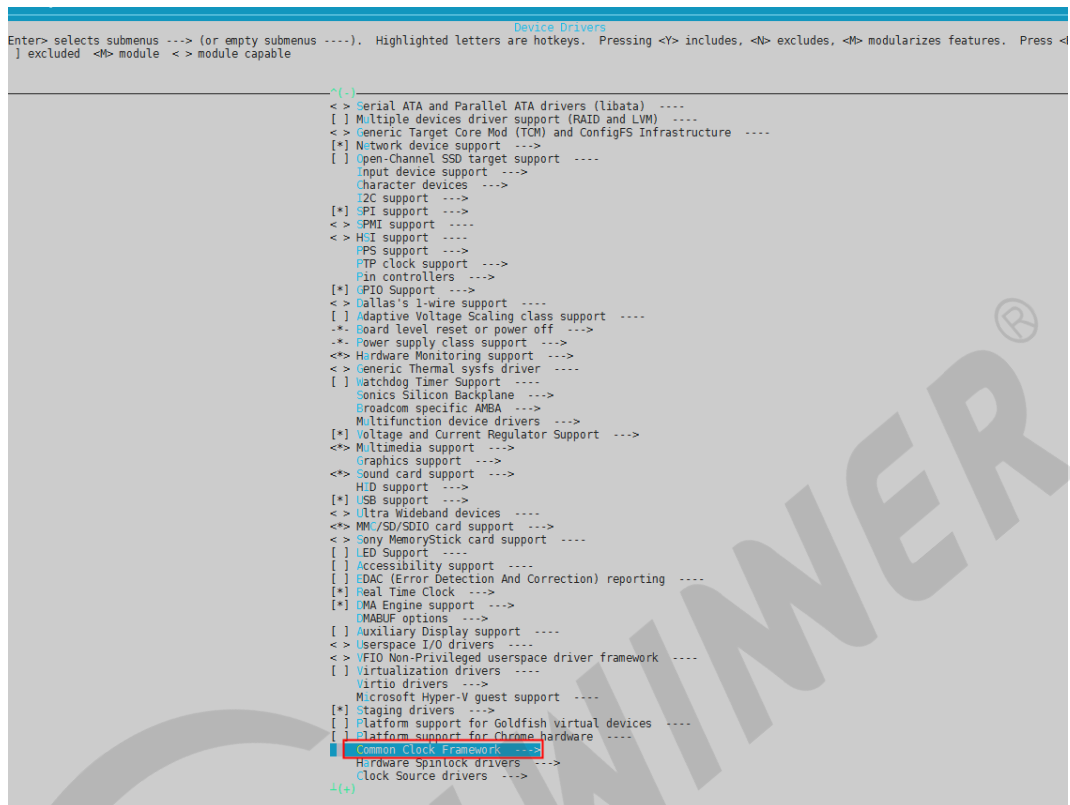 Device Drivers
Enter> selects submenus ---> (or empty submenus ----).  Highlighted letters are hotkeys.  Pressing <Y> includes, <N> excludes, <M> modularizes features.  Press <
] excluded  <M> module  < > module capable
^(-)
< > Serial ATA and Parallel ATA drivers (libata)  ----
[ ] Multiple devices driver support (RAID and LVM)  ----
< > Generic Target Core Mod (TCM) and ConfigFS Infrastructure  ----
[*] Network device support  --->
[ ] Open-Channel SSD target support  ----
Input device support  --->
Character devices  --->
I2C support  --->
[*] SPI support  --->
< > SPMI support  ----
< > HSI support  ----
PPS support  --->
PTP clock support  --->
Pin controllers  --->
[*] GPIO Support  --->
< > Dallas's 1-wire support  ----
[ ] Adaptive Voltage Scaling class support  ----
-*- Board level reset or power off  --->
-*- Power supply class support  --->
<*> Hardware Monitoring support  --->
< > Generic Thermal sysfs driver  ----
[ ] Watchdog Timer Support  ----
Sonics Silicon Backplane  --->
Broadcom specific AMBA  --->
Multifunction device drivers  --->
[*] Voltage and Current Regulator Support  --->
<*> Multimedia support  --->
Graphics support  --->
<*> Sound card support  --->
HID support  --->
[*] USB support  --->
< > Ultra Wideband devices  ----
<*> MMC/SD/SDIO card support  --->
< > Sony MemoryStick card support  ----
[ ] LED Support  ----
[ ] Accessibility support  ----
[ ] EDAC (Error Detection And Correction) reporting  ----
[*] Real Time Clock  --->
[*] DMA Engine support  --->
DMABUF options  --->
[ ] Auxiliary Display support  ----
< > Userspace I/O drivers  ----
< > VFIO Non-Privileged userspace driver framework  ----
[ ] Virtualization drivers  ----
Virtio drivers  --->
Microsoft Hyper-V guest support  ----
[*] Staging drivers  --->
[ ] Platform support for Goldfish virtual devices  ----
[ ] Platform support for Chrome hardware  ----
Common Clock Framework  --->
Hardware Spinlock drivers  --->
Clock Source drivers  --->
┴(+)
WINNER
®